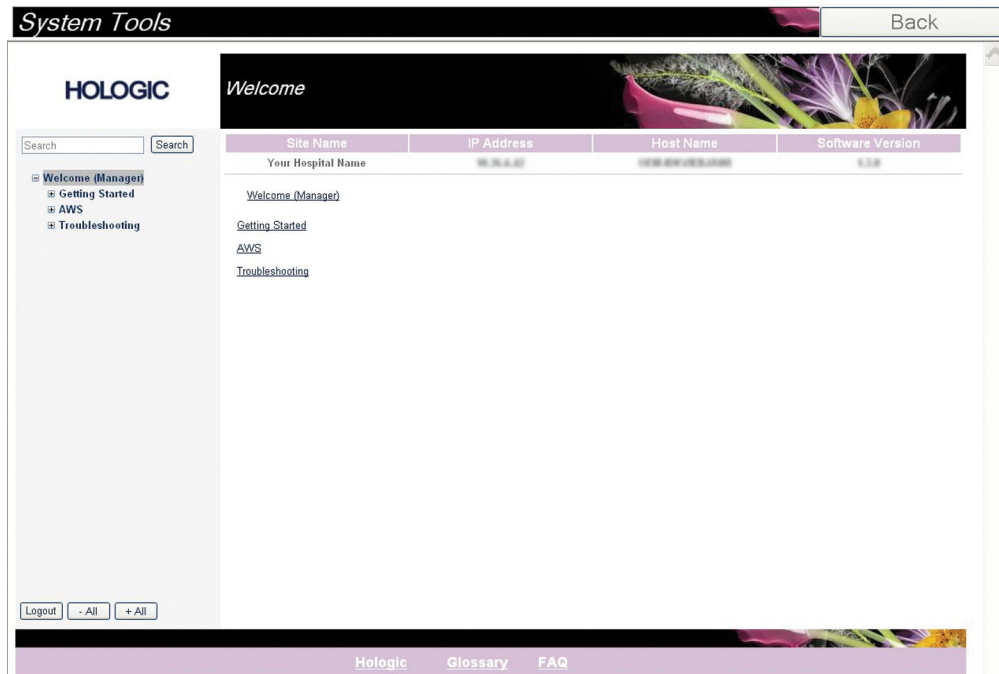 System Tools
Back
HOLOGIC
Welcome
Search
Search
Site Name
IP Address
Host Name
Software Version
Your Hospital Name
Welcome (Manager)
Getting Started
AWS
Troubleshooting
Welcome (Manager)
Getting Started
AWS
Troubleshooting
Logout
- All
+ All
Hologic
Glossary
FAQ